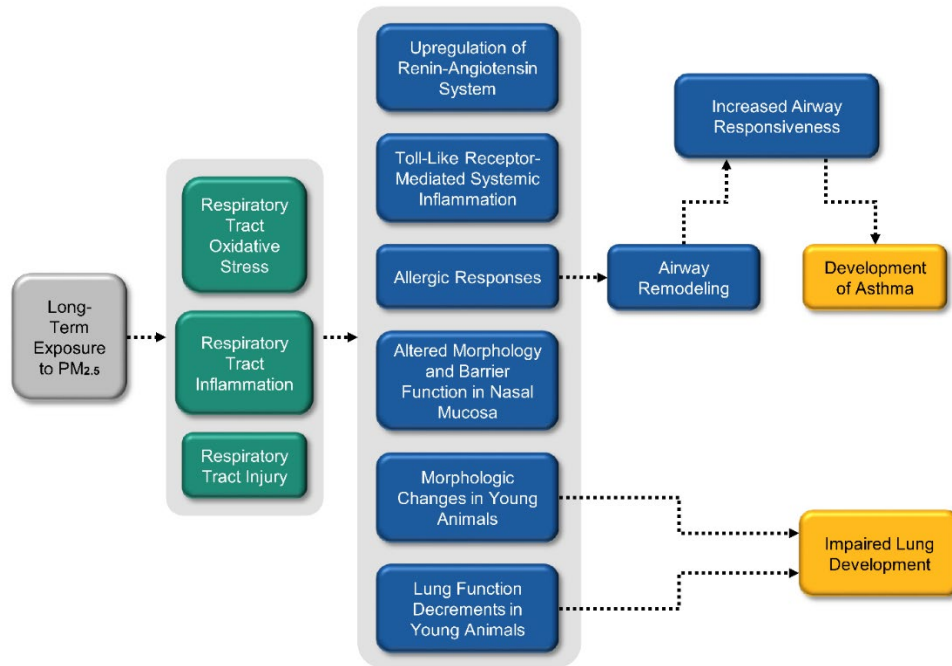 Long-
Term
Exposure
to PM2.5
Respiratory
Tract
Oxidative
Stress
Respiratory
Tract
Inflammation
Respiratory
Tract Injury
Upregulation of
Renin-Angiotensin
System
Toll-Like Receptor-
Mediated Systemic
Inflammation
Allergic Responses
Altered Morphology
and Barrier
Function in Nasal
Mucosa
Morphologic
Changes in Young
Animals
Lung Function
Decrements in
Young Animals
Airway
Remodeling
Increased Airway
Responsiveness
Development
of Asthma
Impaired Lung
Development